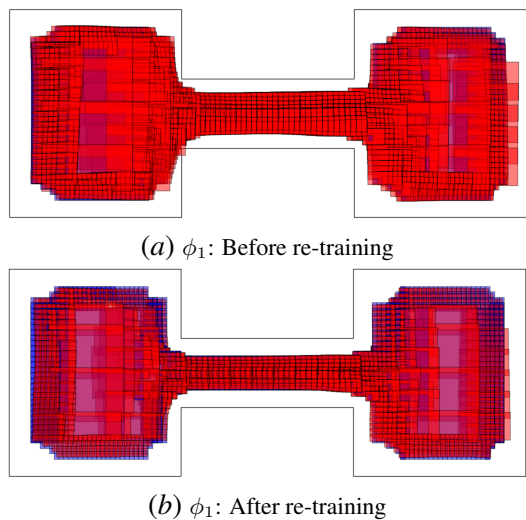 (a) ϕ₁: Before re-training
(b) ϕ₁: After re-training